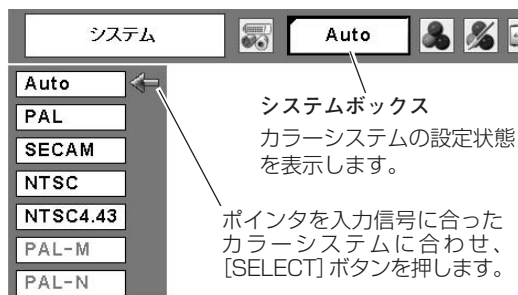 システム
Auto
Auto
PAL
SECAM
NTSC
NTSC4.43
PAL-M
PAL-N
システムボックス
カラーシステムの設定状態
を表示します。
ポインタを入力信号に合った
カラーシステムに合わせ、
［SELECT］ボタンを押します。